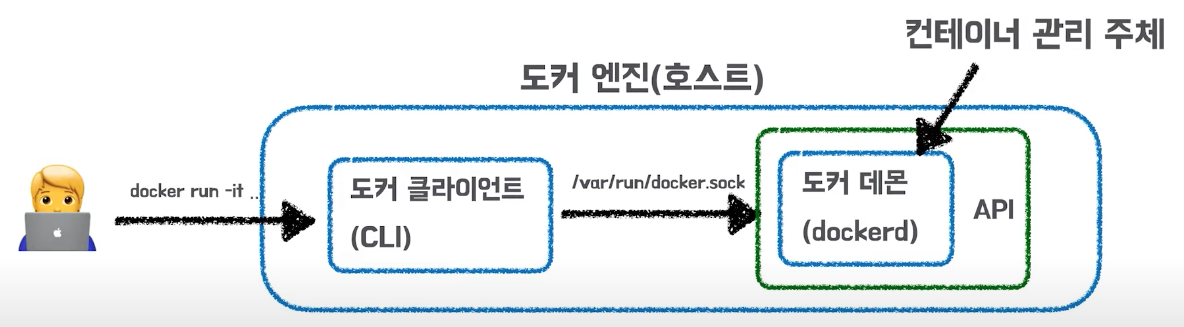 컨테이너 관리 주체
도커 엔진(호스트)
docker run -it ..
도커 클라이언트
(CLI)
/var/run/docker.sock
도커 데몬
(dockerd)
API